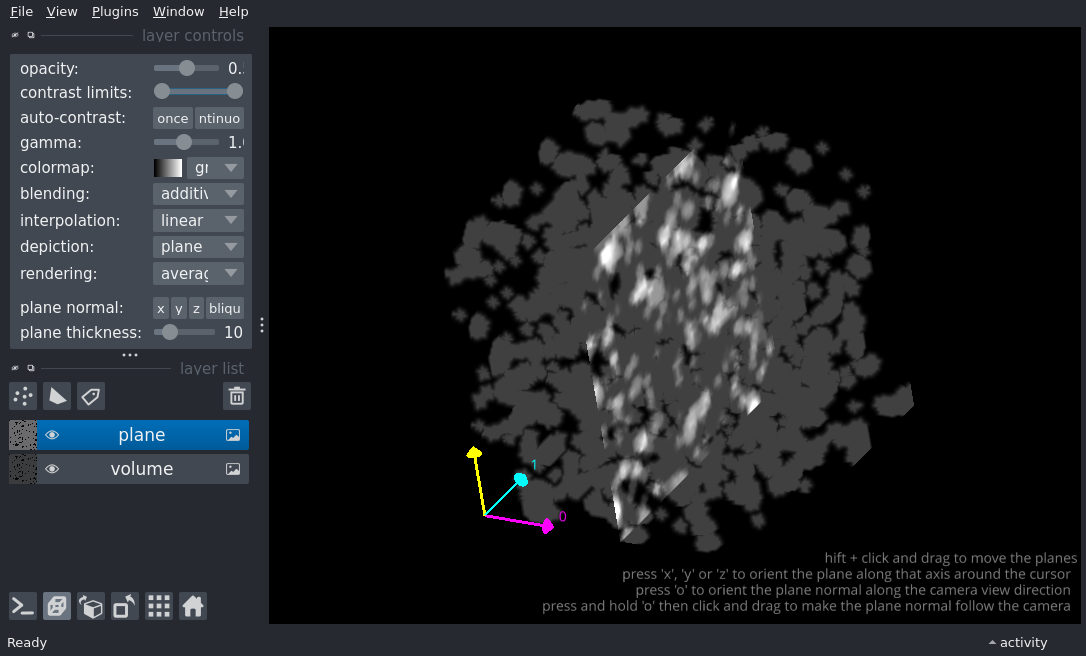 File View Plugins Window Help
layer controls
opacity: 0.
contrast limits:
auto-contrast: once ntinuo
gamma: 1.
colormap: gr
blending: additiv
interpolation: linear
depiction: plane
rendering: averag
plane normal: x y z bliqu
plane thickness: 10
layer list
plane
volume
1
0
hift + click and drag to move the planes
press 'x', 'y' or 'z' to orient the plane along that axis around the cursor
press 'o' to orient the plane normal along the camera view direction
press and hold 'o' then click and drag to make the plane normal follow the camera
Ready activity